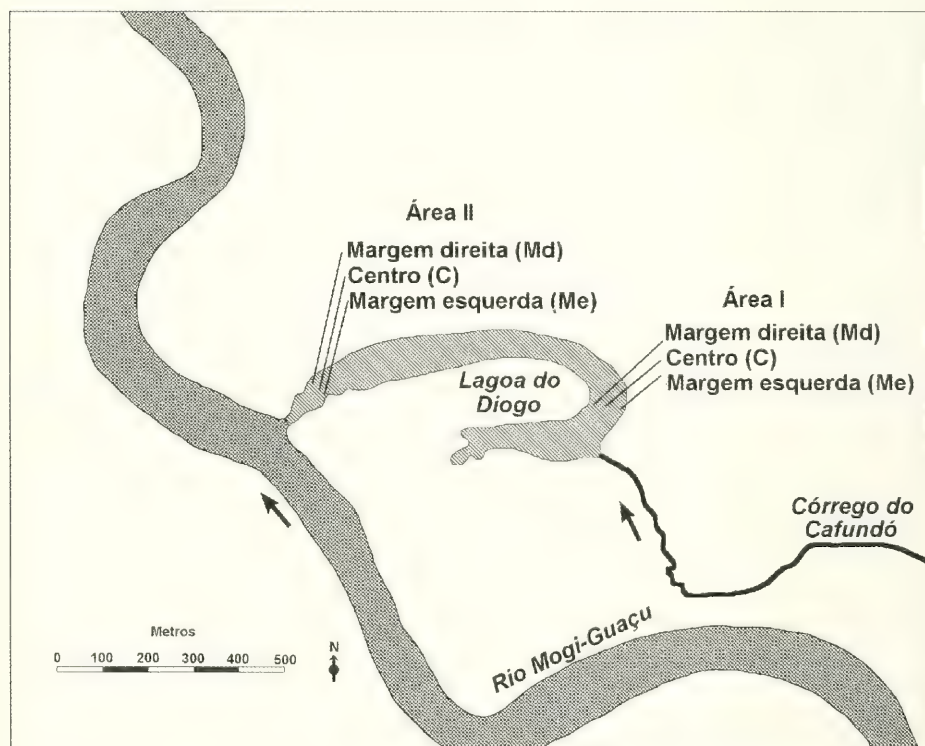 Área II
Margem direita (Md)
Centro (C)
Margem esquerda (Me)
Área I
Margem direita (Md)
Centro (C)
Margem esquerda (Me)
Lagoa do
Diogo
Córrego do
Cafundó
Rio Mogi-Guaçu
Metros
0 100 200 300 400 500
N